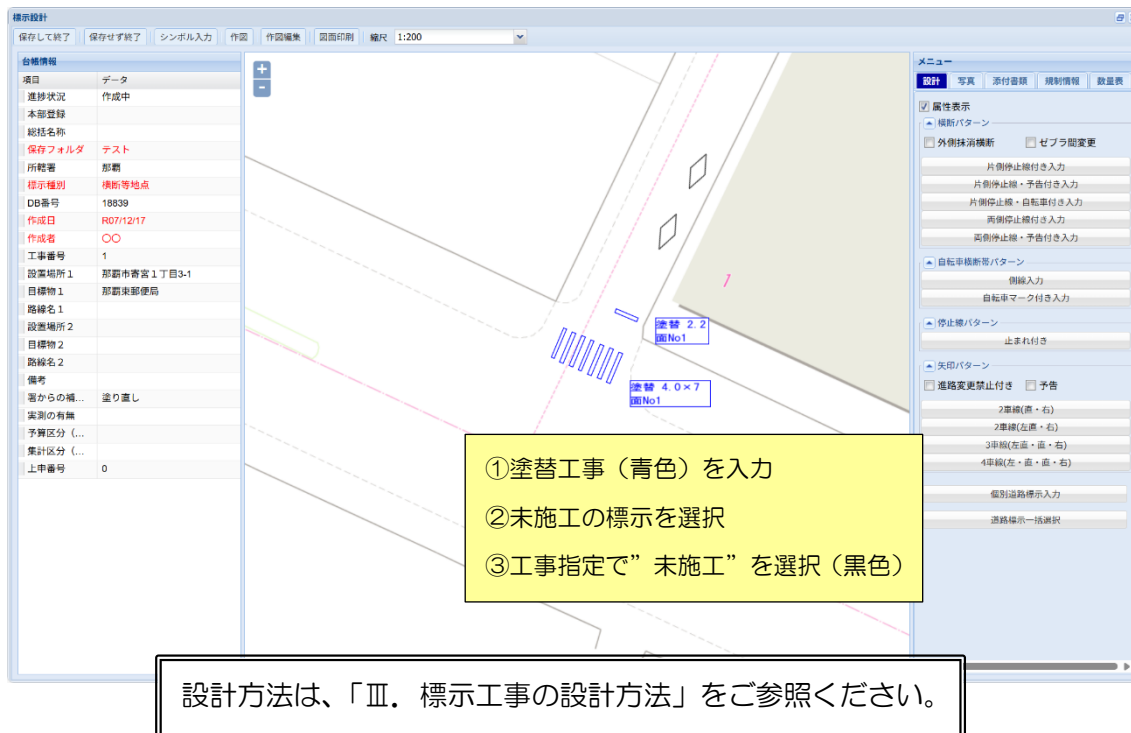 標示設計
保存して終了 保存せず終了 シンボル入力 作図 作図編集 図面印刷 縮尺 1:200
台帳情報
項目 データ
進捗状況 作成中
本部登録
総括名称
保存フォルダ テスト
所轄署 那覇
標示種別 横断等地点
DB番号 18839
作成日 R07/12/17
作成者 〇〇
工事番号 1
設置場所1 那覇市寄宮1丁目3-1
目標物1 那覇東郵便局
路線名1
設置場所2
目標物2
路線名2
備考
署からの補... 塗り直し
実測の有無
予算区分（...
集計区分（...
上申番号 0
+
-
1
塗替 2.2
面No1
塗替 4.0×7
面No1
①塗替工事（青色）を入力
②未施工の標示を選択
③工事指定で”未施工”を選択（黒色）
メニュー
設計 写真 添付書類 規制情報 数量表
属性表示
横断パターン
外側抹消横断 ゼブラ間変更
片側停止線付き入力
片側停止線・予告付き入力
片側停止線・自転車付き入力
両側停止線付き入力
両側停止線・予告付き入力
自転車横断帯パターン
側線入力
自転車マーク付き入力
停止線パターン
止まれ付き
矢印パターン
進路変更禁止付き 予告
2車線(直・右)
2車線(左直・右)
3車線(左直・直・右)
4車線(左・直・直・右)
個別道路標示入力
道路標示一括選択
設計方法は、「Ⅲ．標示工事の設計方法」をご参照ください。